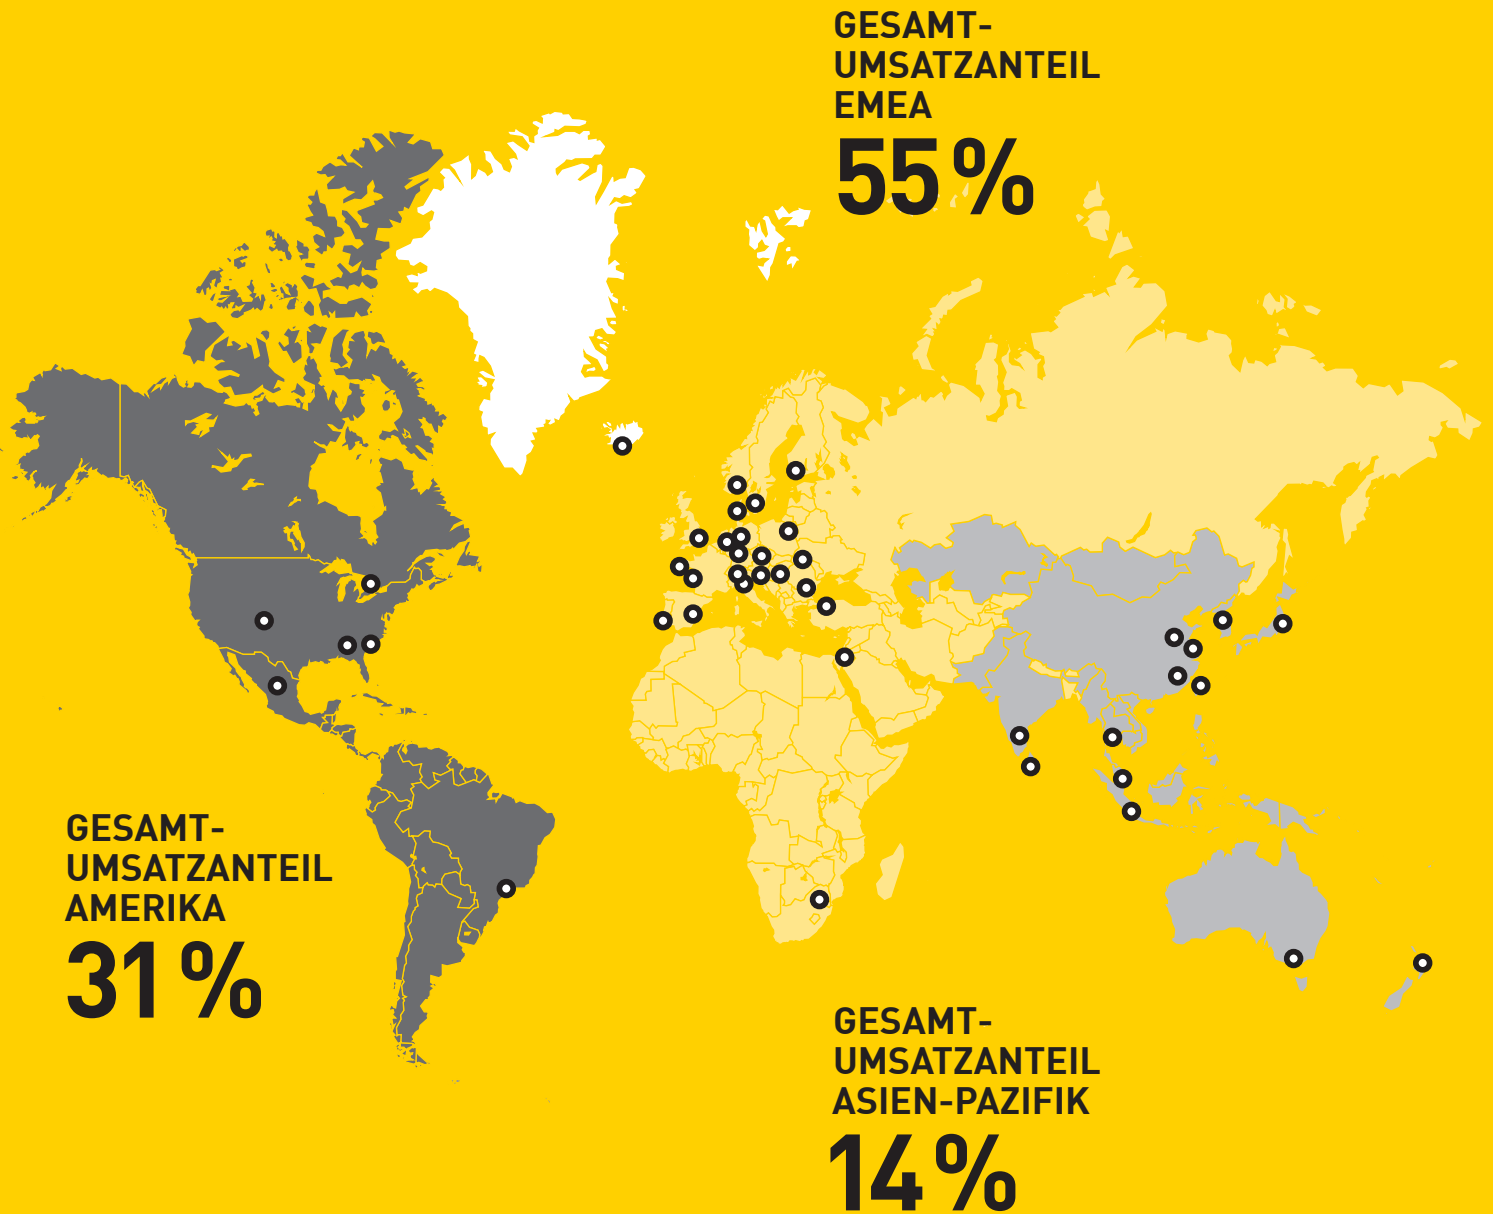 GESAMT-
UMSATZANTEIL
EMEA
55 %
GESAMT-
UMSATZANTEIL
AMERIKA
31 %
GESAMT-
UMSATZANTEIL
ASIEN-PAZIFIK
14 %